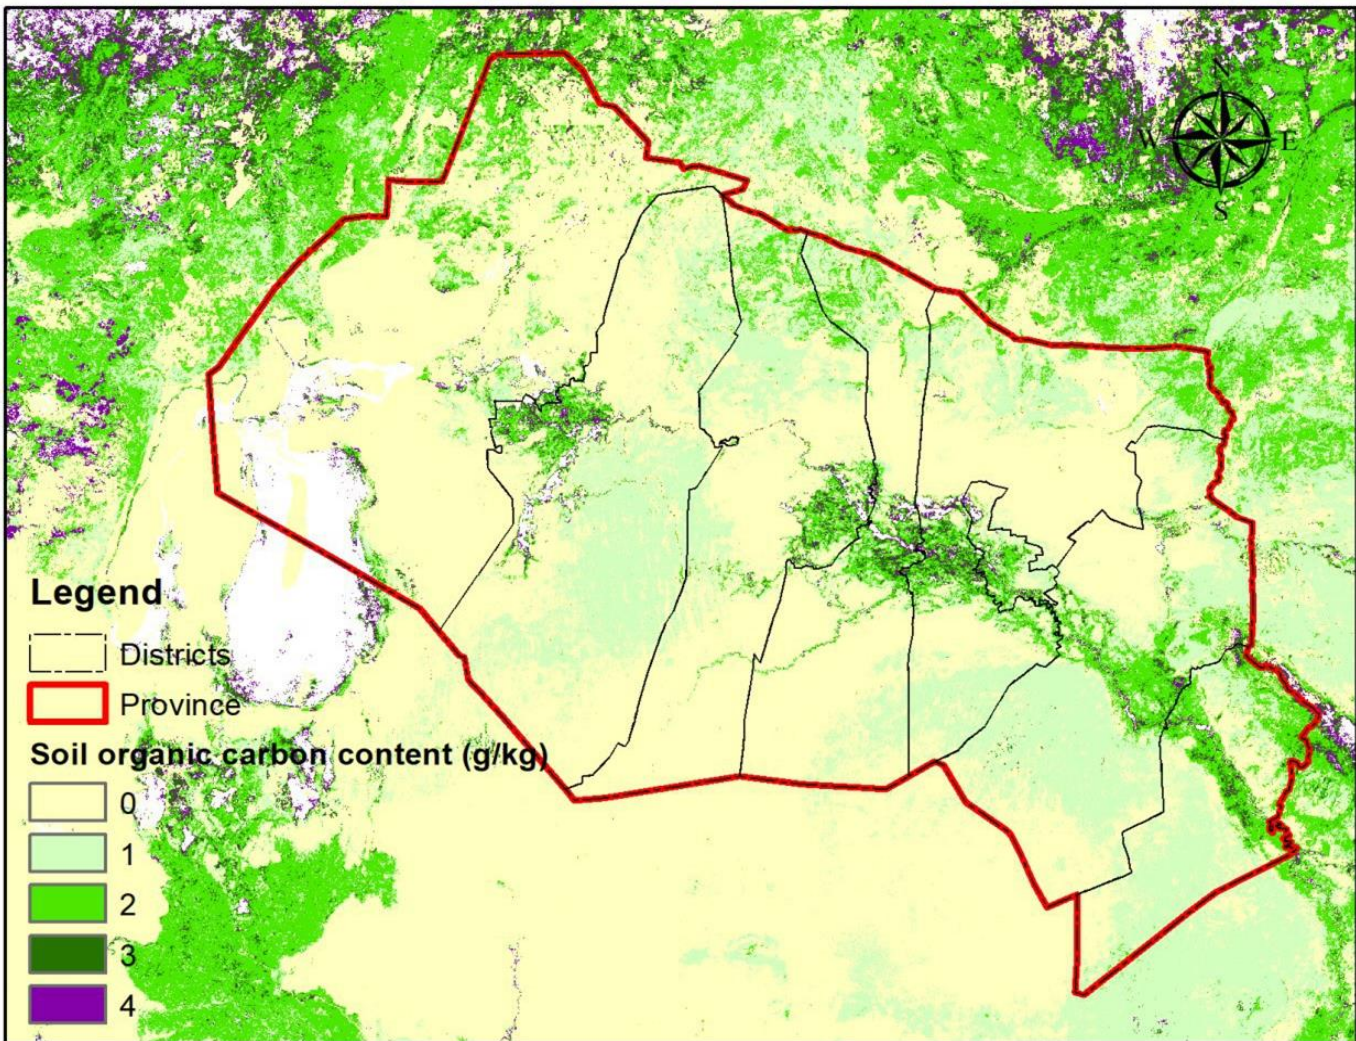 N
W E
S
Legend
Districts
Province
Soil organic carbon content (g/kg)
0
1
2
3
4